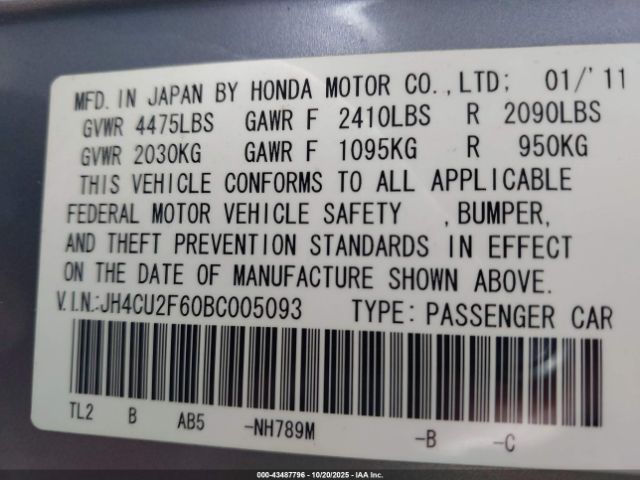 MFD. IN JAPAN BY HONDA MOTOR CO., LTD; 01/'11
GVWR 4475LBS GAWR F 2410LBS R 2090LBS
GVWR 2030KG GAWR F 1095KG R 950KG
THIS VEHICLE CONFORMS TO ALL APPLICABLE
FEDERAL MOTOR VEHICLE SAFETY , BUMPER,
AND THEFT PREVENTION STANDARDS IN EFFECT
ON THE DATE OF MANUFACTURE SHOWN ABOVE.
V.I.N.:JH4CU2F60BC005093 TYPE: PASSENGER CAR
TL2 B AB5 -NH789M -B -C
000-43487796 - 10/20/2025 - COPART